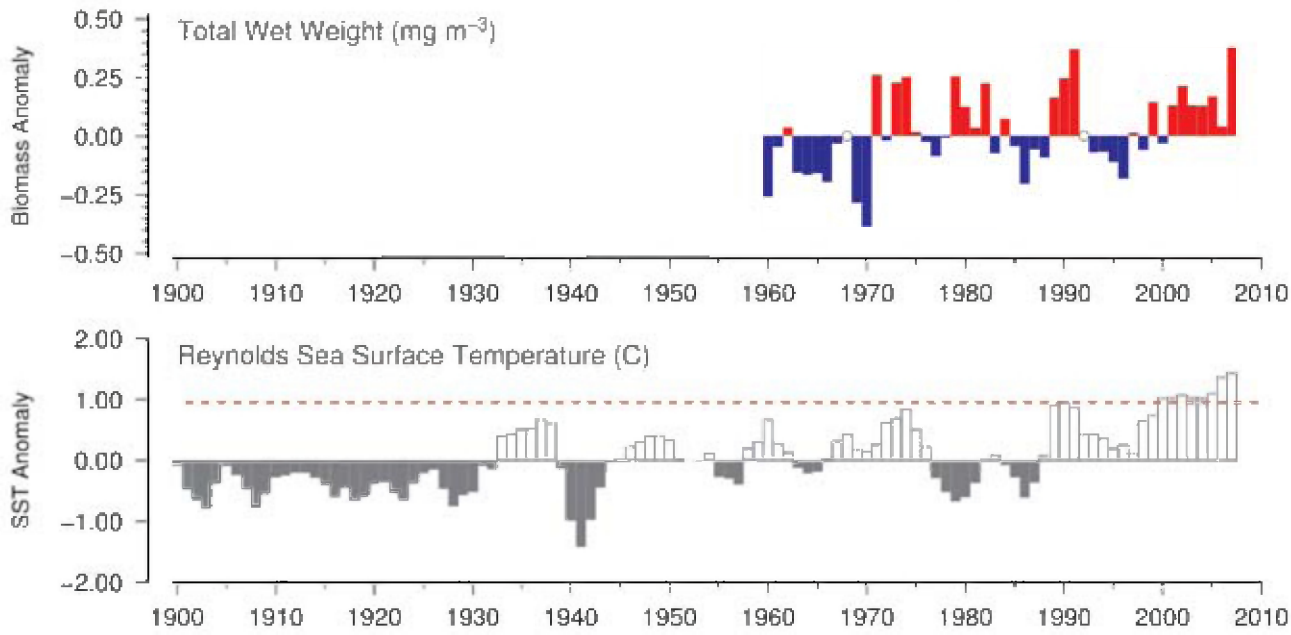 Total Wet Weight (mg m⁻³)
Biomass Anomaly
0.50
0.25
0.00
−0.25
−0.50
1900 1910 1920 1930 1940 1950 1960 1970 1980 1990 2000 2010
Reynolds Sea Surface Temperature (C)
SST Anomaly
2.00
1.00
0.00
−1.00
−2.00
1900 1910 1920 1930 1940 1950 1960 1970 1980 1990 2000 2010